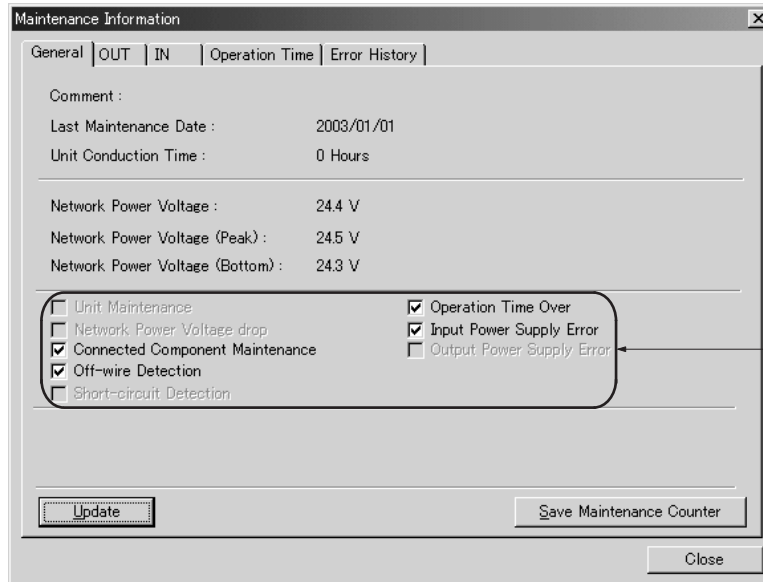 Maintenance Information
General OUT IN Operation Time Error History
Comment :
Last Maintenance Date : 2003/01/01
Unit Conduction Time : 0 Hours
Network Power Voltage : 24.4 V
Network Power Voltage (Peak) : 24.5 V
Network Power Voltage (Bottom) : 24.3 V
Unit Maintenance Operation Time Over
Network Power Voltage drop Input Power Supply Error
Connected Component Maintenance Output Power Supply Error
Off-wire Detection
Short-circuit Detection
Update Save Maintenance Counter
Close